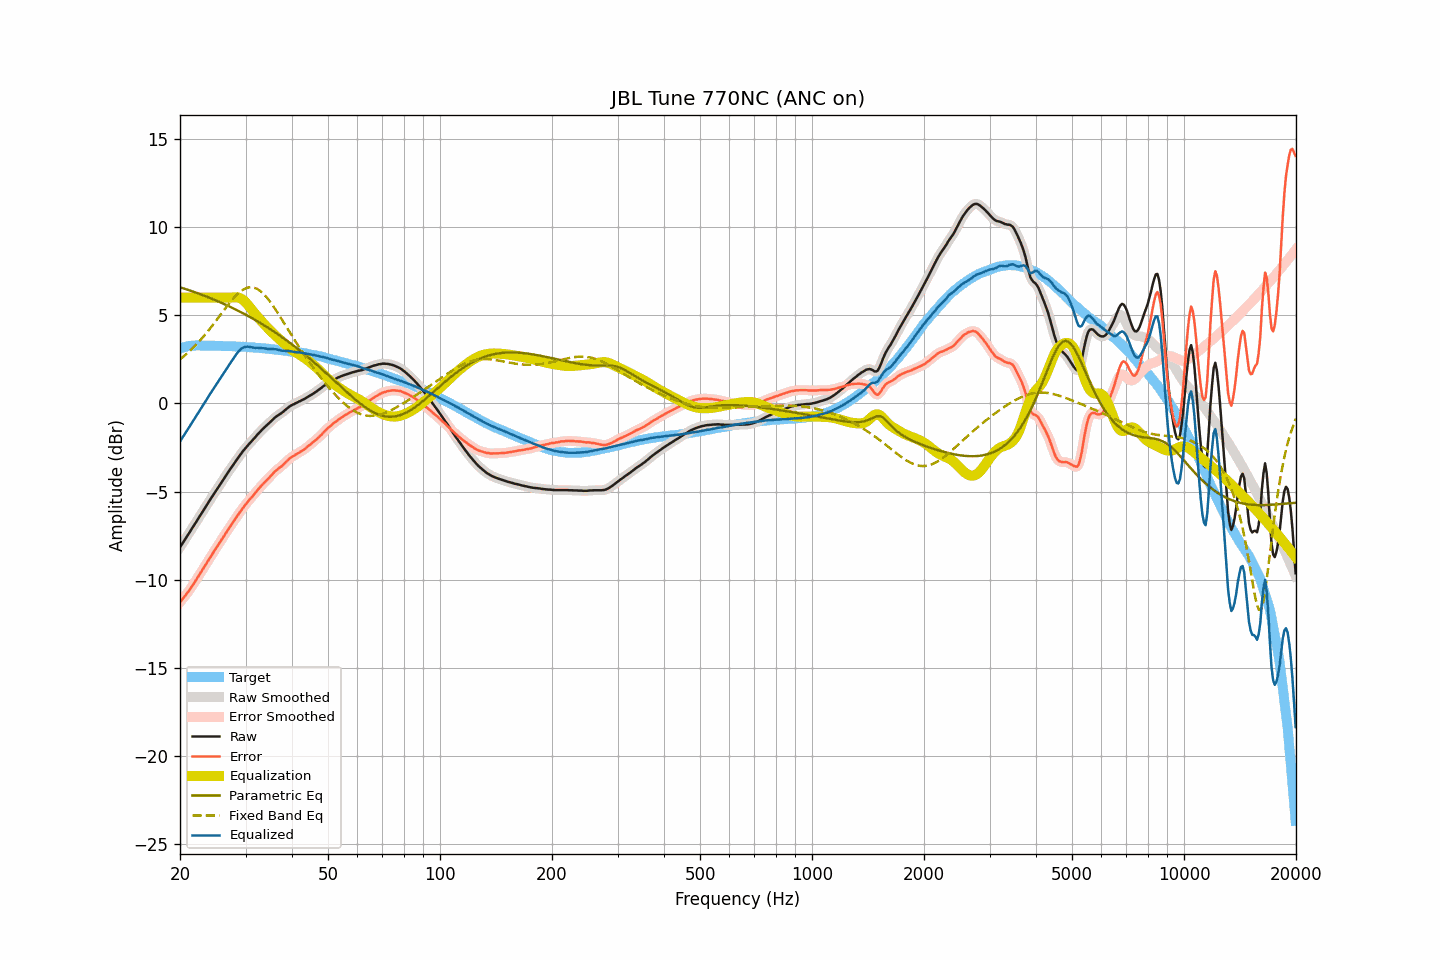 JBL Tune 770NC (ANC on)
15
10
5
0
−5
−10
−15
−20
−25
Amplitude (dBr)
Target
Raw Smoothed
Error Smoothed
Raw
Error
Equalization
Parametric Eq
Fixed Band Eq
Equalized
20 50 100 200 500 1000 2000 5000 10000 20000
Frequency (Hz)